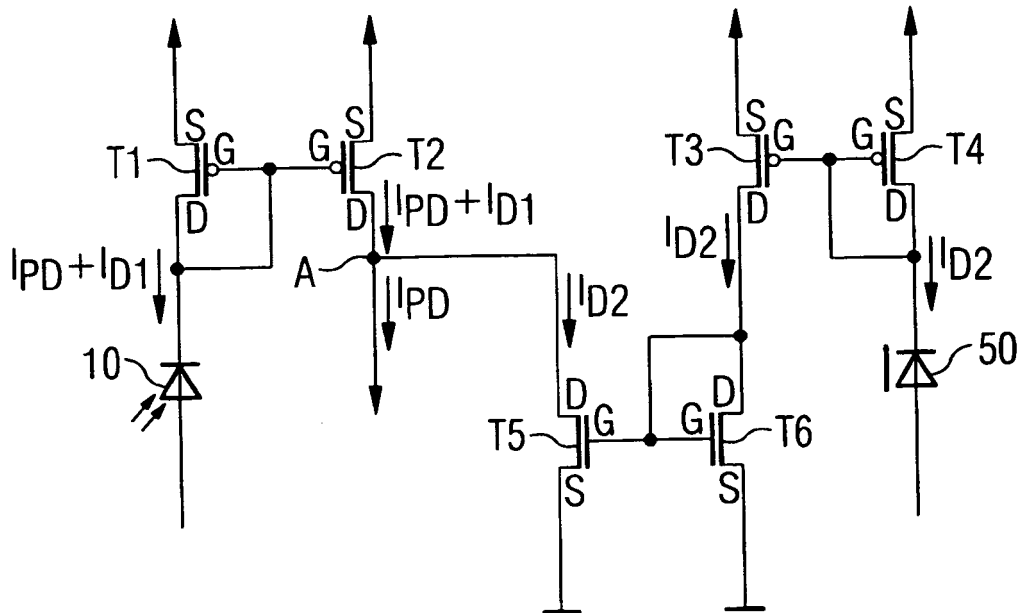 S G G S
T1 T2
D D
S G G S
T3 T4
D D
IPD+ID1
IPD+ID1
A
IPD
ID2
ID2
ID2
10
50
D G G D
T5 T6
S S